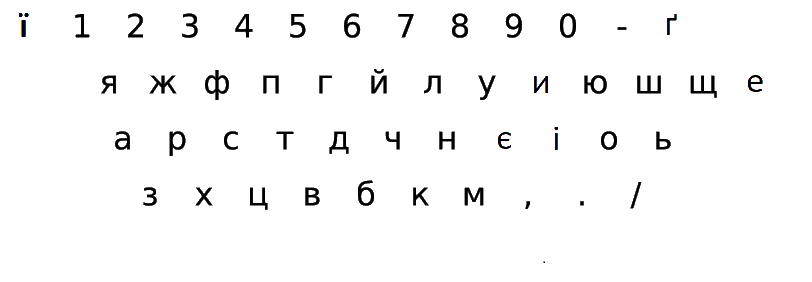 ї 1 2 3 4 5 6 7 8 9 0 - ґ
я ж ф п г й л у и ю ш щ е
а р с т д ч н є і о ь
з х ц в б к м , . /